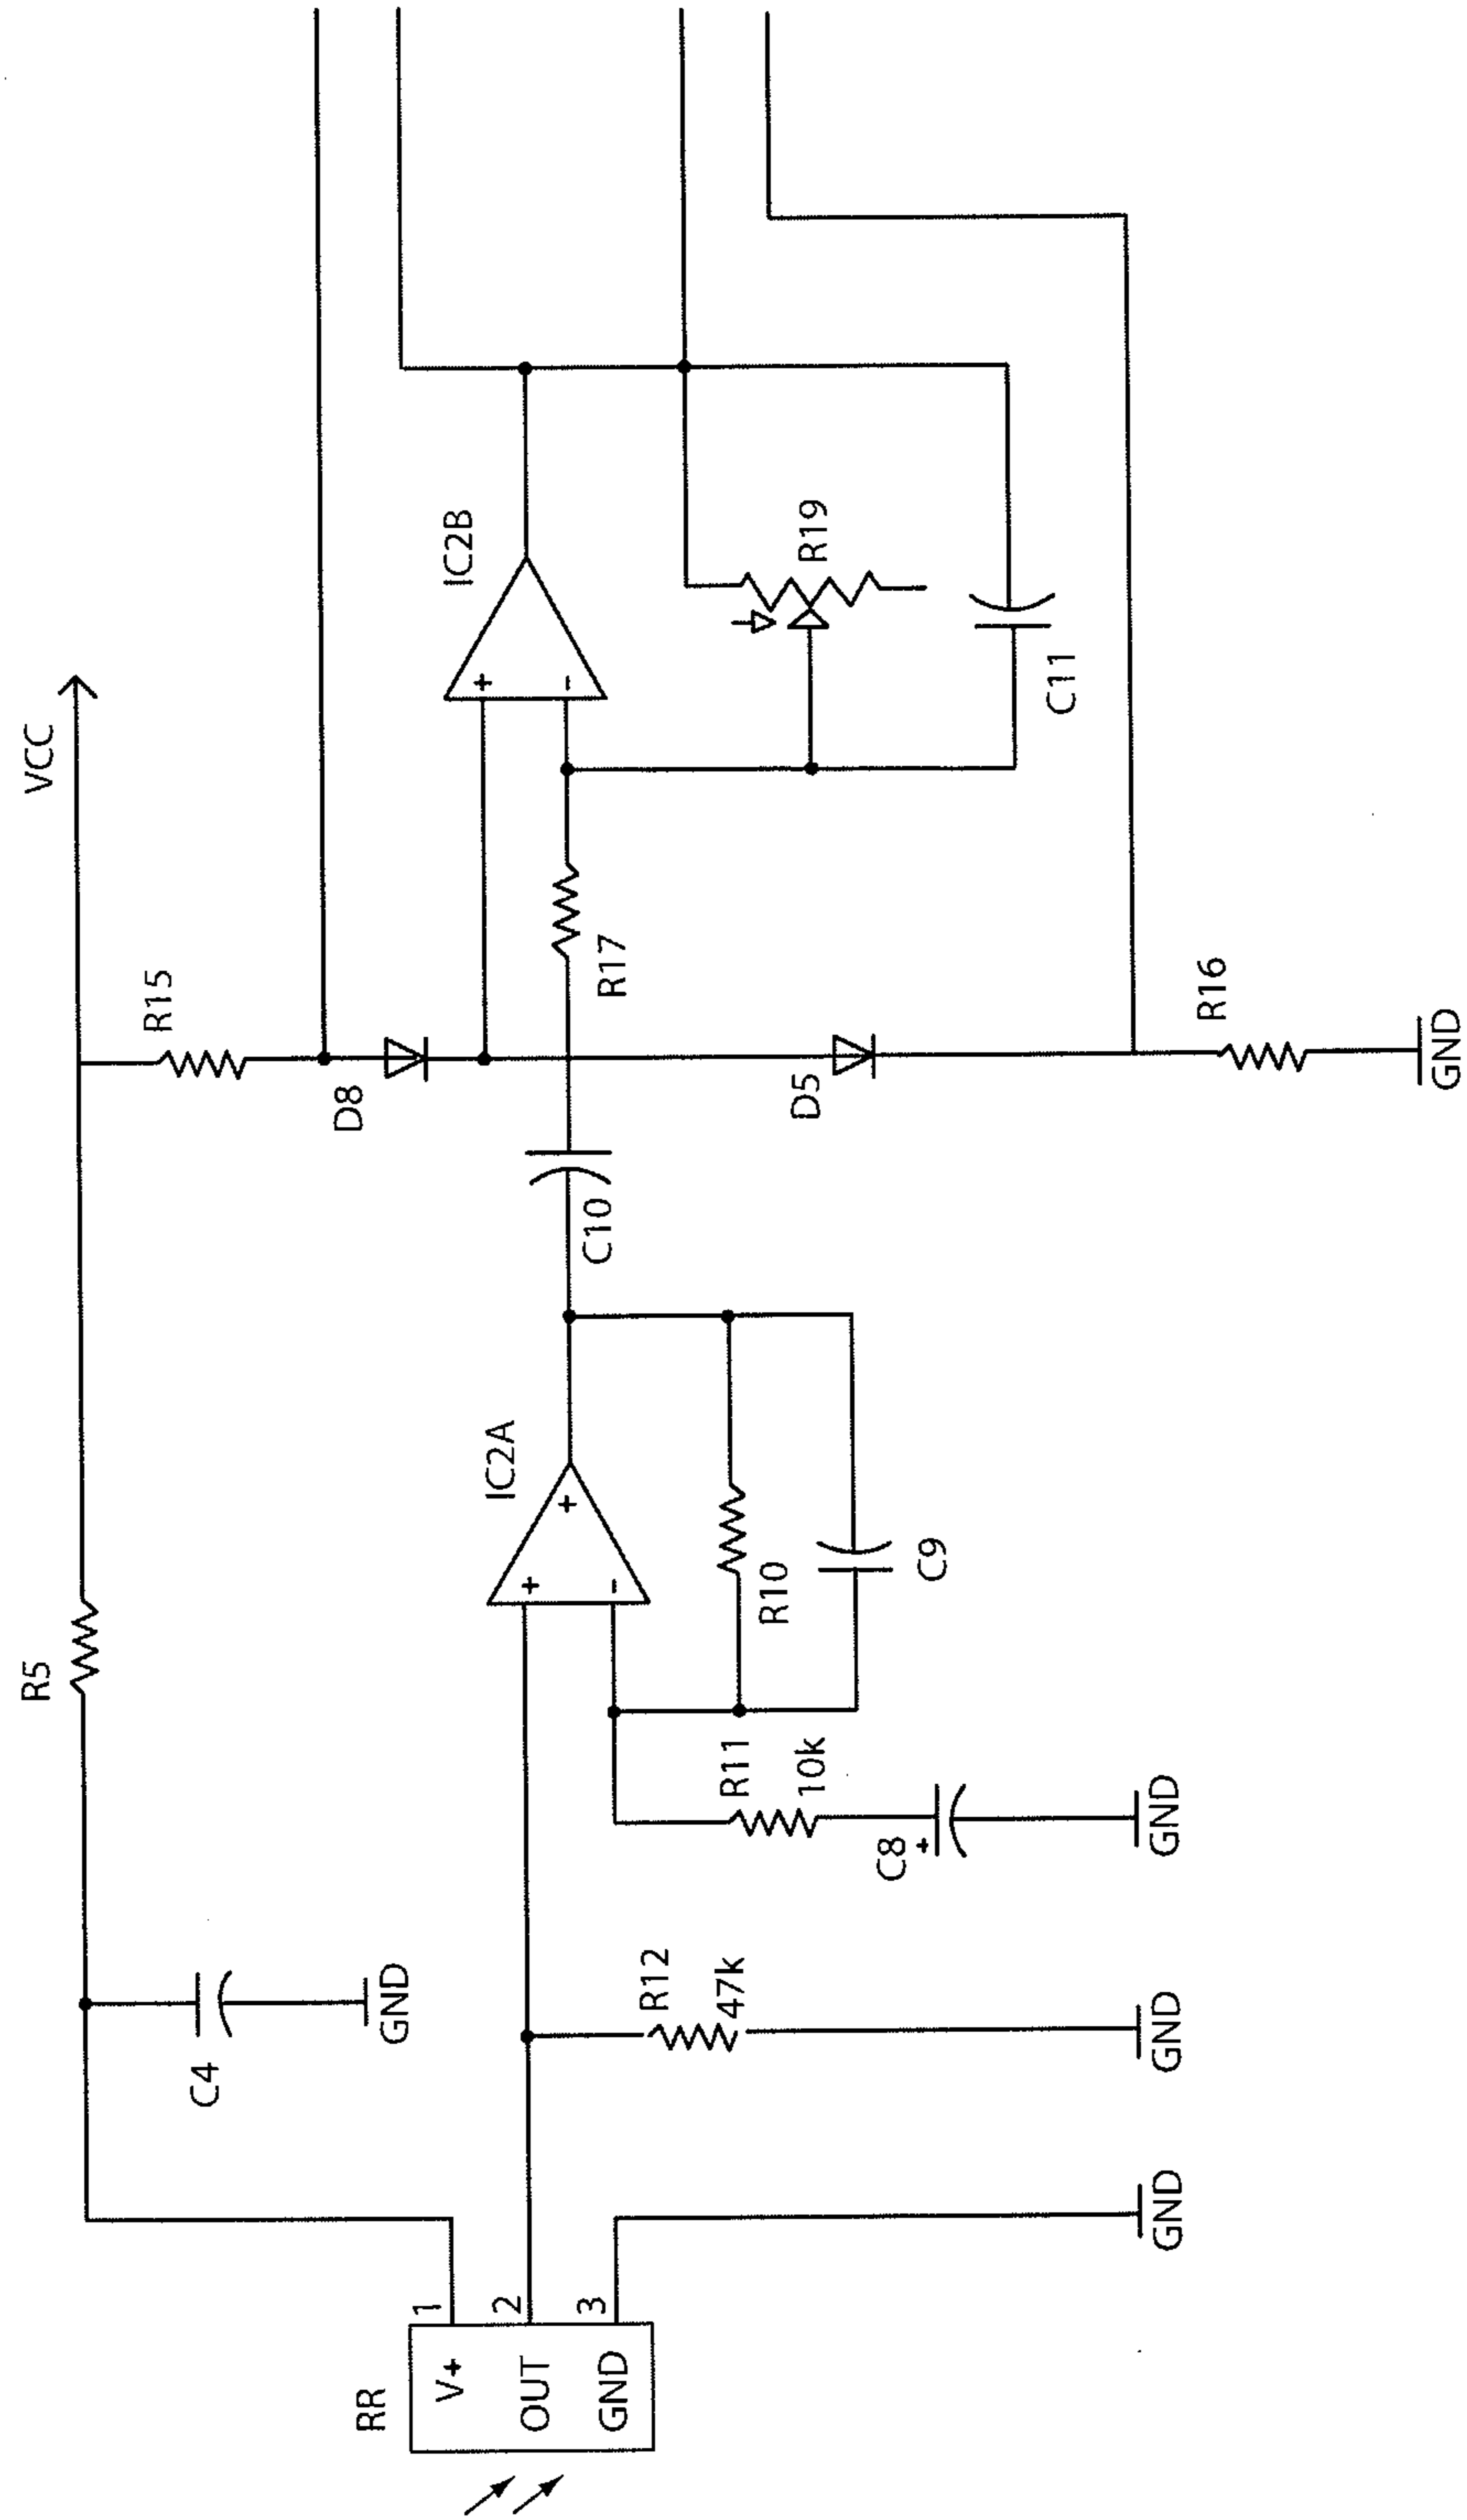 VCC
R5
R15
C4
GND
D8
IC2B
+
-
IC2A
+
+
-
RR
V+
1
OUT
2
GND
3
C10
R17
R12
47k
R11
10k
R10
R19
D5
C8
+
C9
C11
R16
GND
GND
GND
GND